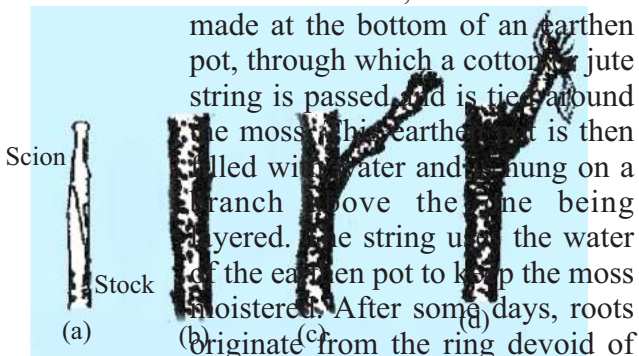 made at the bottom of an earthen
pot, through which a cotton jute
string is passed and is tied around
the moss. This earthen is then
filled with water and hung on a
branch above the one being
layered. The string the water
of the earthen pot to keep the moss
moistered. After some days, roots
originate from the ring devoid of
Scion
Stock
(a)
(b)
(c)
(d)